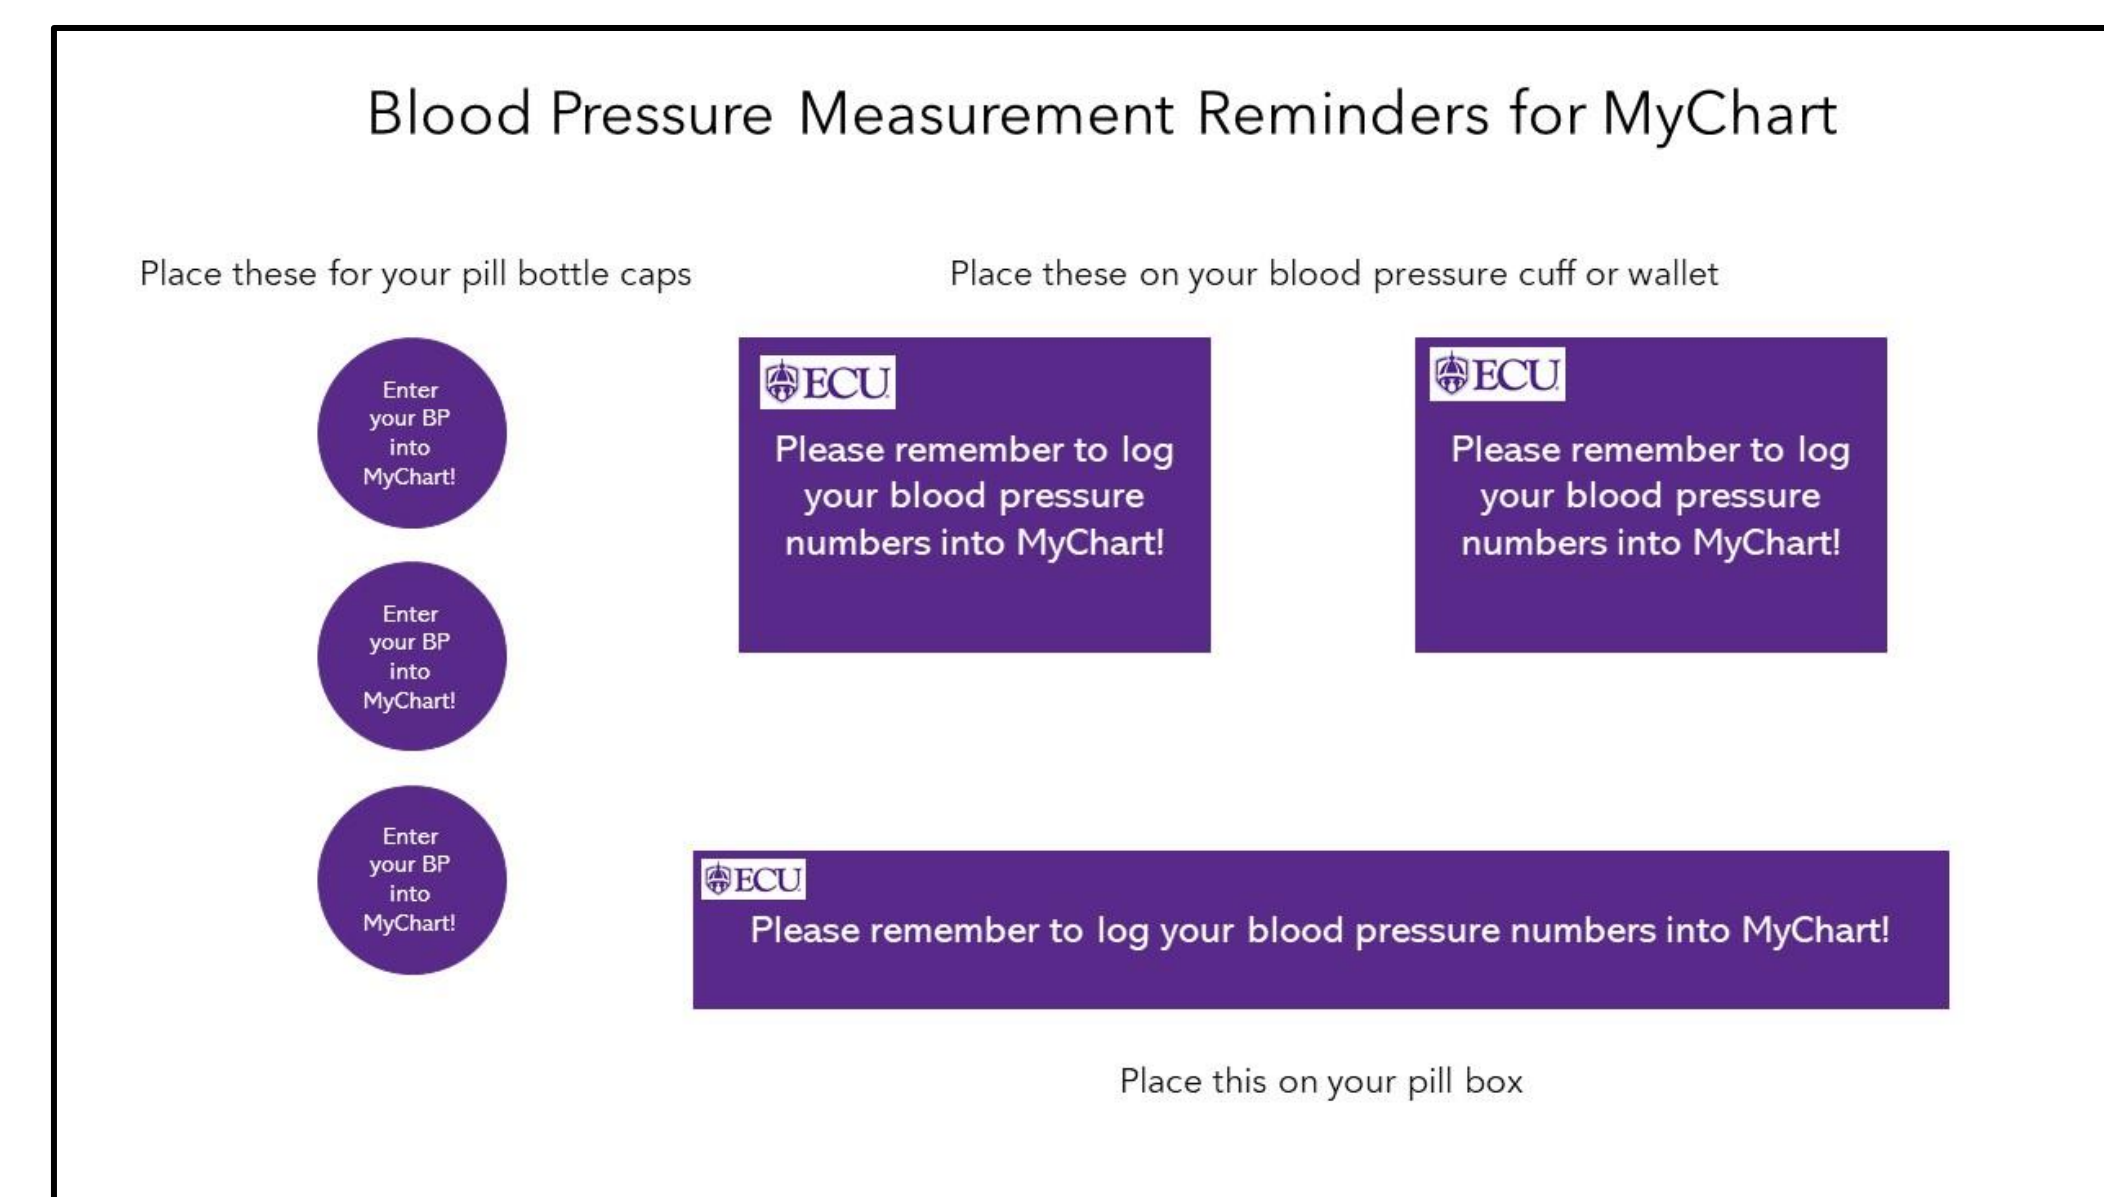 Blood Pressure Measurement Reminders for MyChart
Place these for your pill bottle caps
Enter
your BP
into
MyChart!
Enter
your BP
into
MyChart!
Enter
your BP
into
MyChart!
Place these on your blood pressure cuff or wallet
ECU
Please remember to log
your blood pressure
numbers into MyChart!
ECU
Please remember to log
your blood pressure
numbers into MyChart!
ECU
Please remember to log your blood pressure numbers into MyChart!
Place this on your pill box